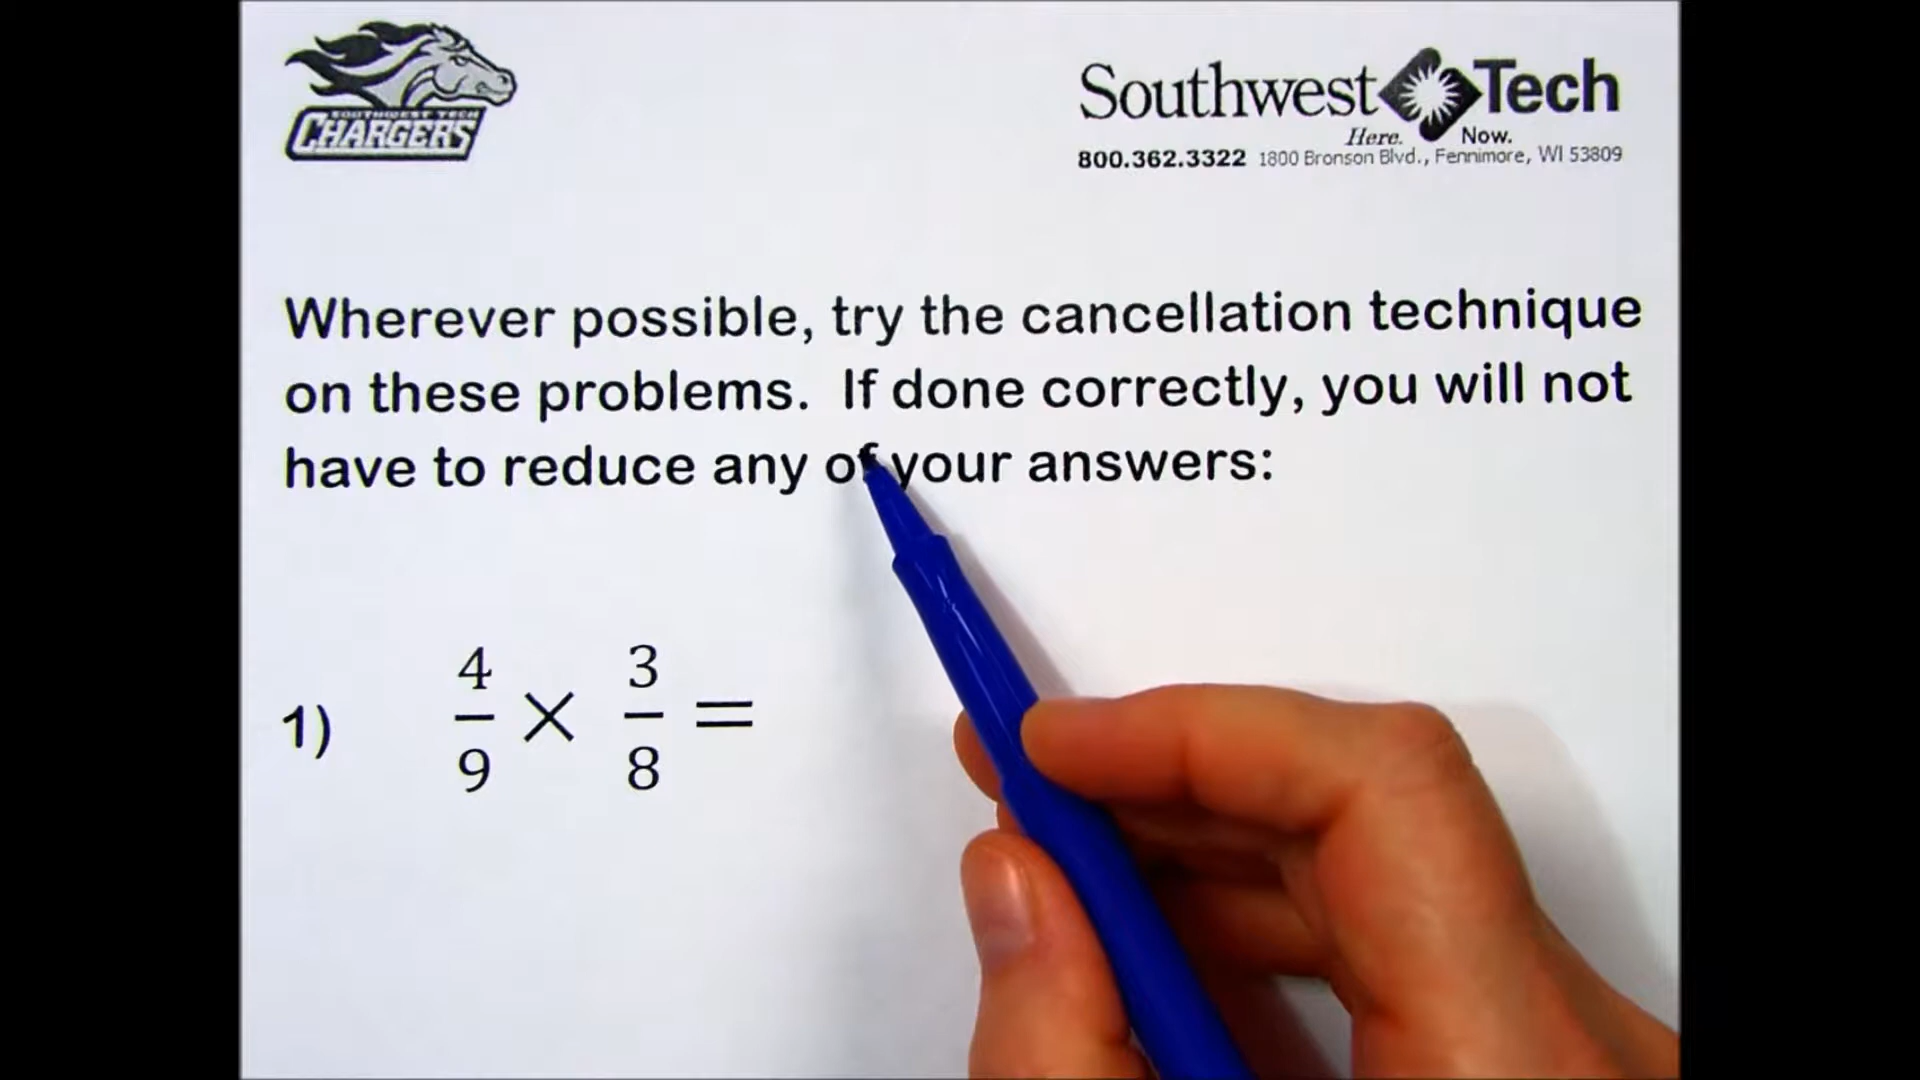 SOUTHWEST TECH
CHARGERS
Southwest Tech
Here. Now.
800.362.3322 1800 Bronson Blvd., Fennimore, WI 53809
Wherever possible, try the cancellation technique
on these problems. If done correctly, you will not
have to reduce any of your answers:
1) 4/9 × 3/8 =